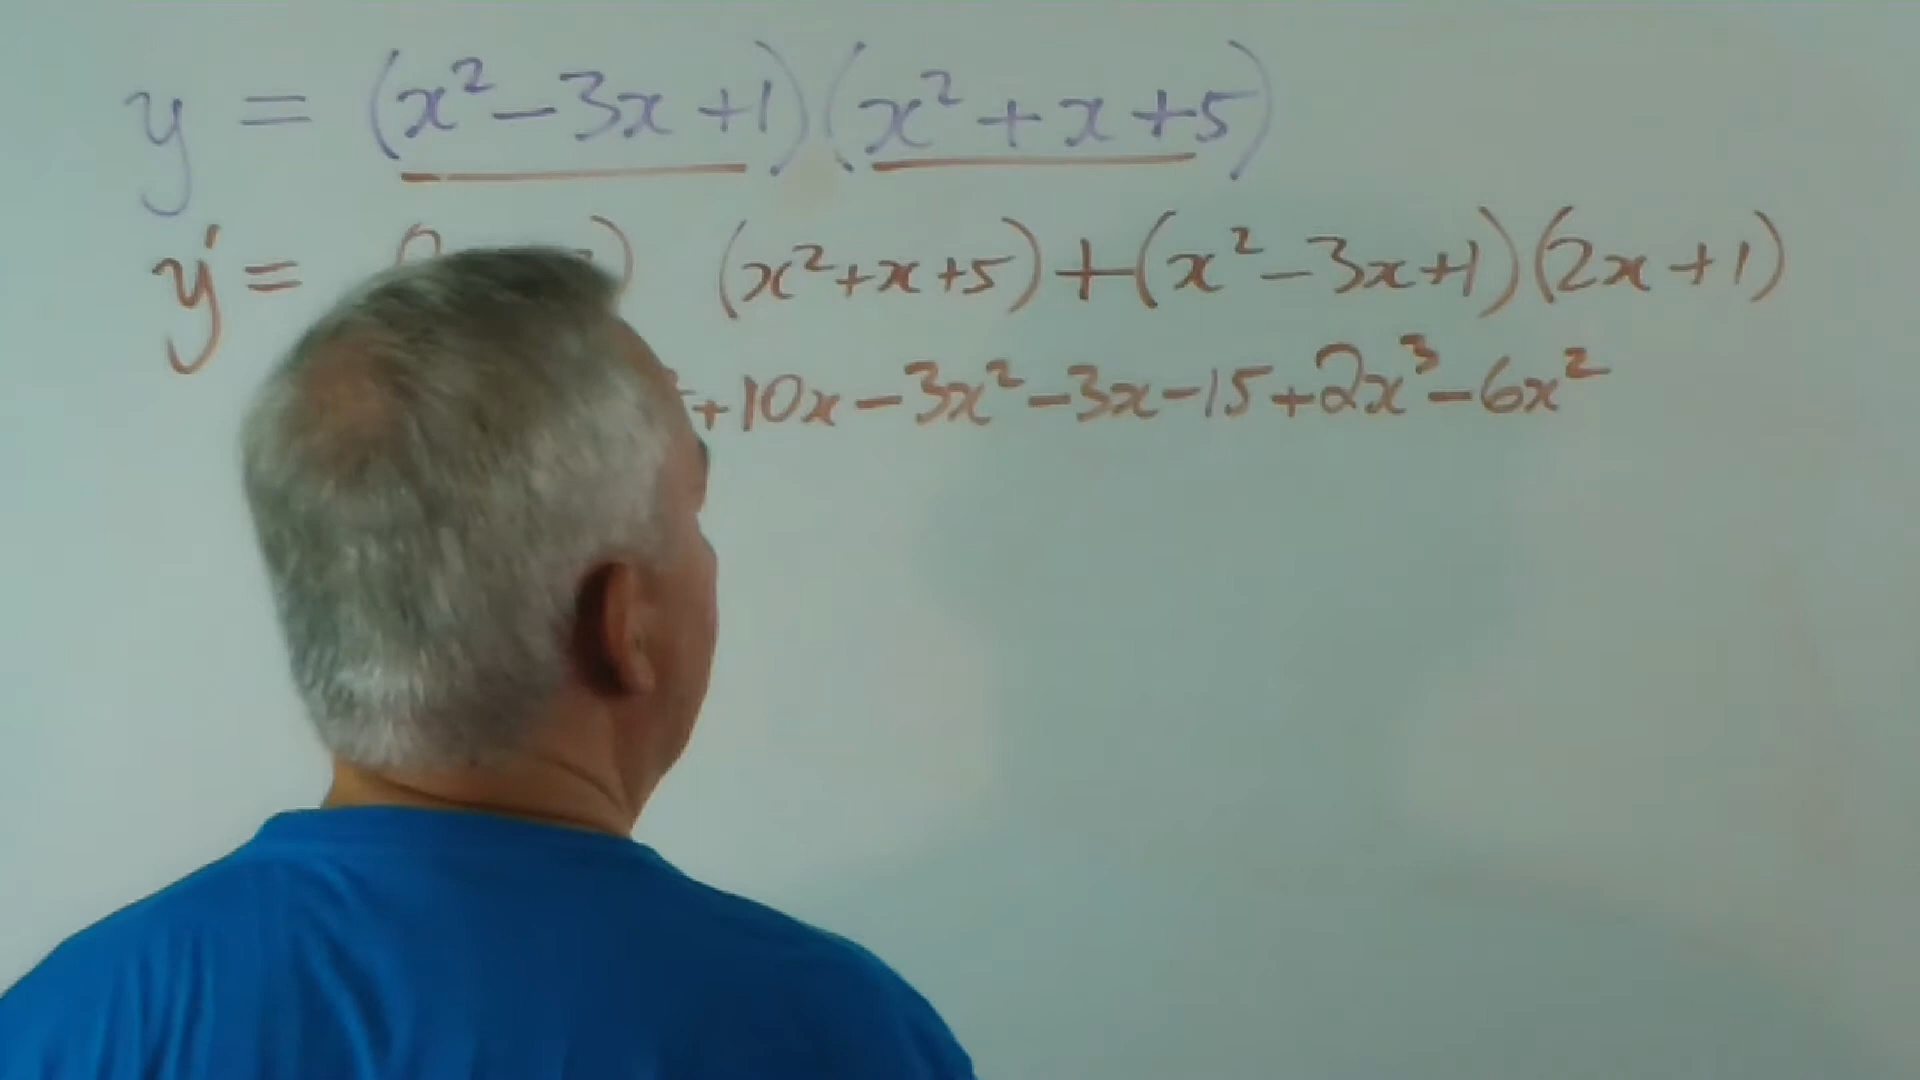 y = (x² - 3x + 1)(x² + x + 5)
y' = (x² + x + 5) + (x² - 3x + 1)(2x + 1)
+ 10x - 3x² - 3x - 15 + 2x³ - 6x²